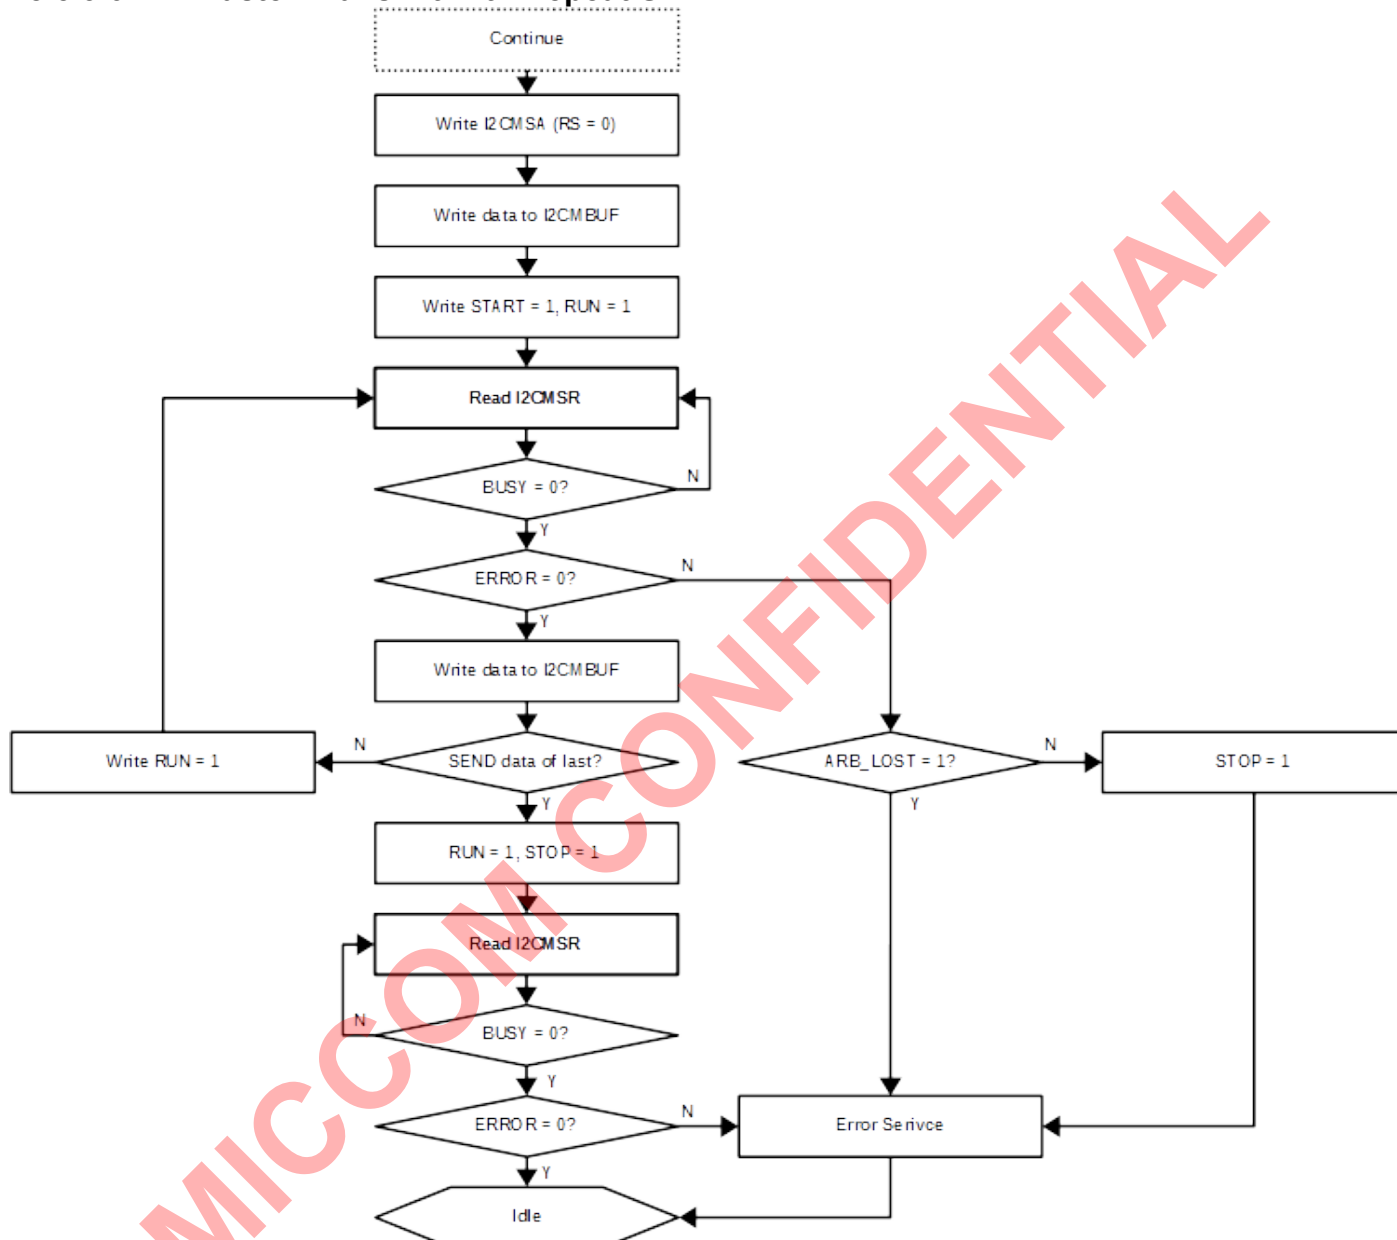 Continue
Write I2CMSA (RS = 0)
Write data to I2CMBUF
Write START = 1, RUN = 1
Read I2CMSR
BUSY = 0?
N
Y
ERROR = 0?
N
Y
Write data to I2CMBUF
Write RUN = 1
N
SEND data of last?
ARB_LOST = 1?
N
STOP = 1
Y
Y
RUN = 1, STOP = 1
Read I2CMSR
N
BUSY = 0?
Y
ERROR = 0?
N
Error Serivce
Y
Idle
MICCOM CONFIDENTIAL